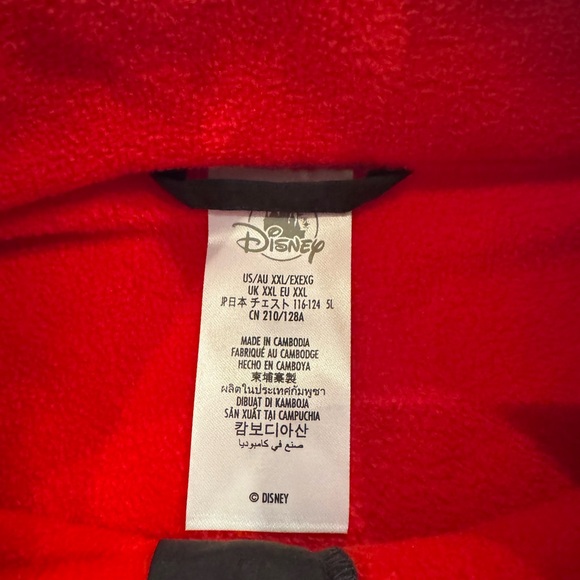 Disney
US/AU XXL/EXEXG
UK XXL EU XXL
JP日本 チェスト 116-124 5L
CN 210/128A
MADE IN CAMBODIA
FABRIQUÉ AU CAMBODGE
HECHO EN CAMBOYA
柬埔寨製
ผลิตในประเทศกัมพูชา
DIBUAT DI KAMBOJA
SẢN XUẤT TẠI CAMPUCHIA
캄보디아산
صنع في كامبوديا
© DISNEY